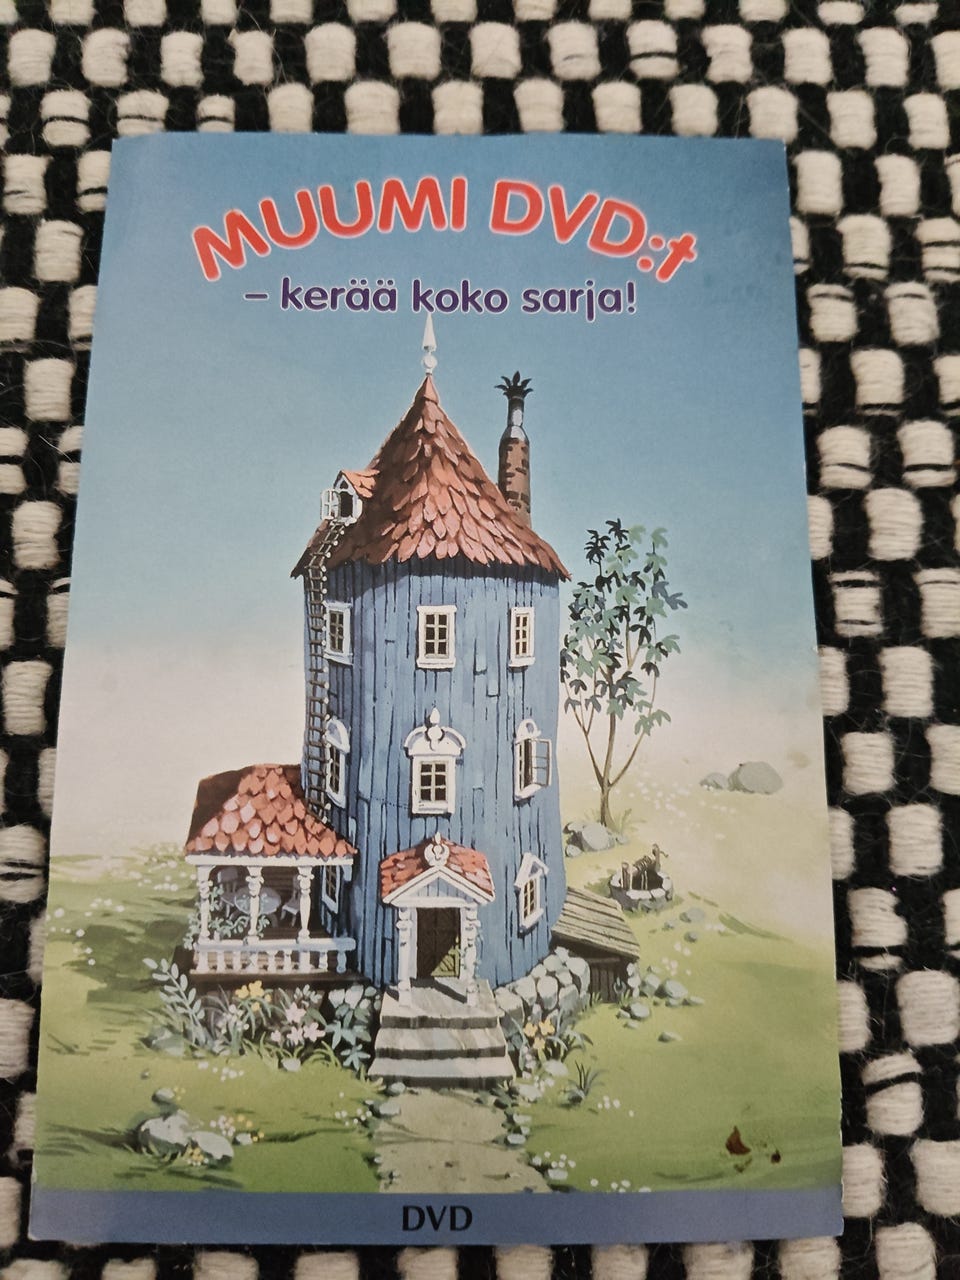 MUUMI DVD:t
– kerää koko sarja!
DVD